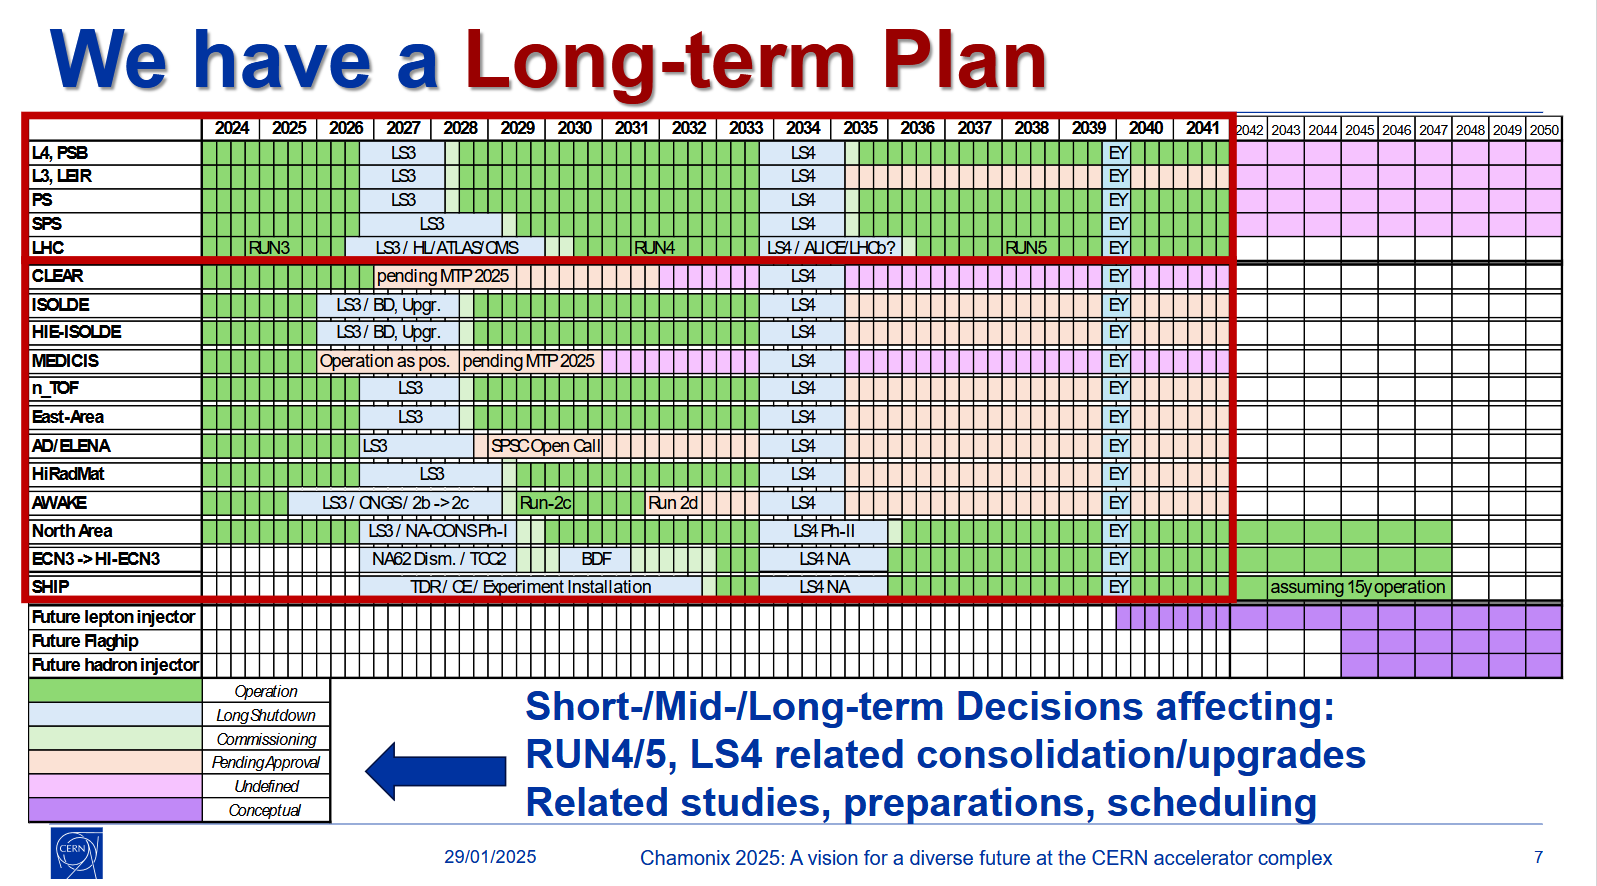 We have a Long-term Plan
2024 2025 2026 2027 2028 2029 2030 2031 2032 2033 2034 2035 2036 2037 2038 2039 2040 2041 2042 2043 2044 2045 2046 2047 2048 2049 2050
L4, PSB LS3 LS4 EY
L3, LEIR LS3 LS4 EY
PS LS3 LS4 EY
SPS LS3 LS4 EY
LHC RUN3 LS3 / HL/ATLAS/CMS RUN4 LS4 / ALICE/LHCb? RUN5 EY
CLEAR pending MTP 2025 LS4 EY
ISOLDE LS3 / BD, Upgr. LS4 EY
HIE-ISOLDE LS3 / BD, Upgr. LS4 EY
MEDICIS Operation as pos. pending MTP 2025 LS4 EY
n_TOF LS3 LS4 EY
East-Area LS3 LS4 EY
AD/ELENA LS3 SPSC Open Call LS4 EY
HiRadMat LS3 LS4 EY
AWAKE LS3 / CNGS / 2b -> 2c Run-2c Run 2d LS4 EY
North Area LS3 / NA-CONS Ph-I LS4 Ph-II EY
ECN3 -> HI-ECN3 NA62 Dism. / TCC2 BDF LS4 NA EY
SHIP TDR / CE / Experiment Installation LS4 NA EY assuming 15y operation
Future lepton injector
Future Flaghip
Future hadron injector
Operation
Long Shutdown
Commissioning
Pending Approval
Undefined
Conceptual
Short-/Mid-/Long-term Decisions affecting:
RUN4/5, LS4 related consolidation/upgrades
Related studies, preparations, scheduling
CERN
29/01/2025 Chamonix 2025: A vision for a diverse future at the CERN accelerator complex 7